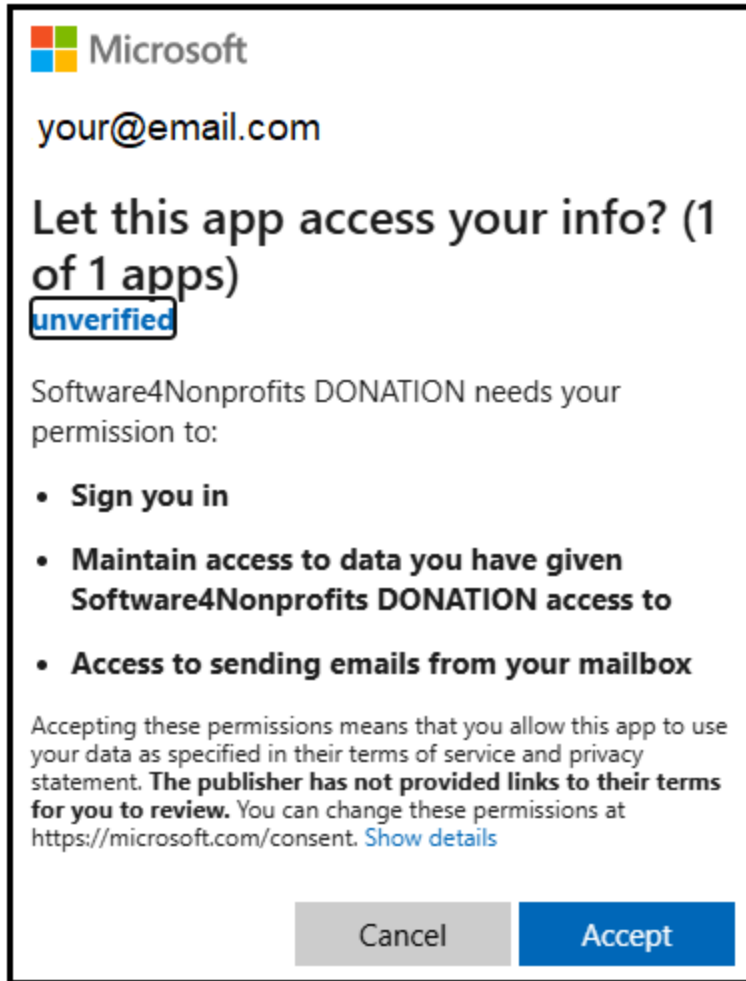 Microsoft
your@email.com
Let this app access your info? (1
of 1 apps)
unverified
Software4Nonprofits DONATION needs your
permission to:
• Sign you in
• Maintain access to data you have given
Software4Nonprofits DONATION access to
• Access to sending emails from your mailbox
Accepting these permissions means that you allow this app to use
your data as specified in their terms of service and privacy
statement. The publisher has not provided links to their terms
for you to review. You can change these permissions at
https://microsoft.com/consent. Show details
Cancel
Accept